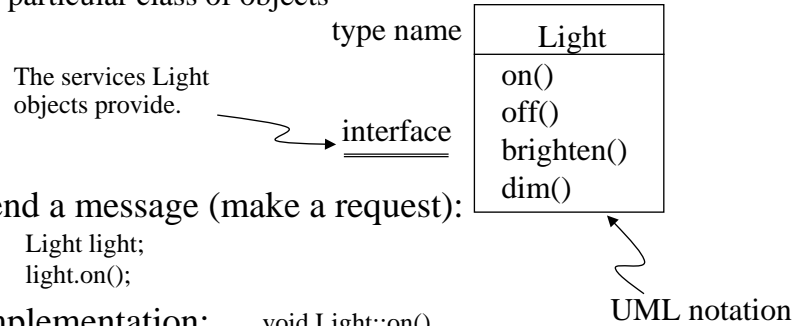 particular class of objects
type name
Light
The services Light
objects provide.
interface
on()
off()
brighten()
dim()
end a message (make a request):
Light light;
light.on();
mplementation: void Light::on()
UML notation